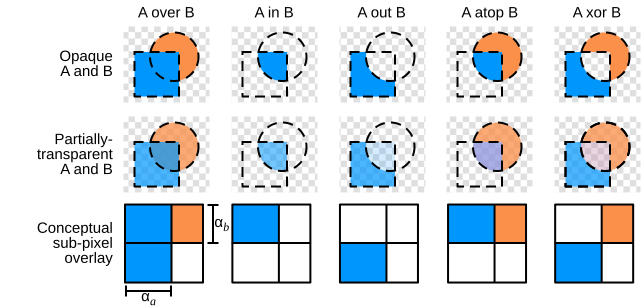 A over B A in B A out B A atop B A xor B
Opaque
A and B
Partially-
transparent
A and B
Conceptual
sub-pixel
overlay
αb
αa